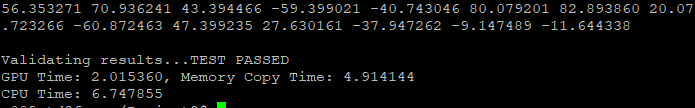 56.353271 70.936241 43.394466 -59.399021 -40.743046 80.079201 82.893860 20.07
.723266 -60.872463 47.399235 27.630161 -37.947262 -9.147489 -11.644338
Validating results...TEST PASSED
GPU Time: 2.015360, Memory Copy Time: 4.914144
CPU Time: 6.747855